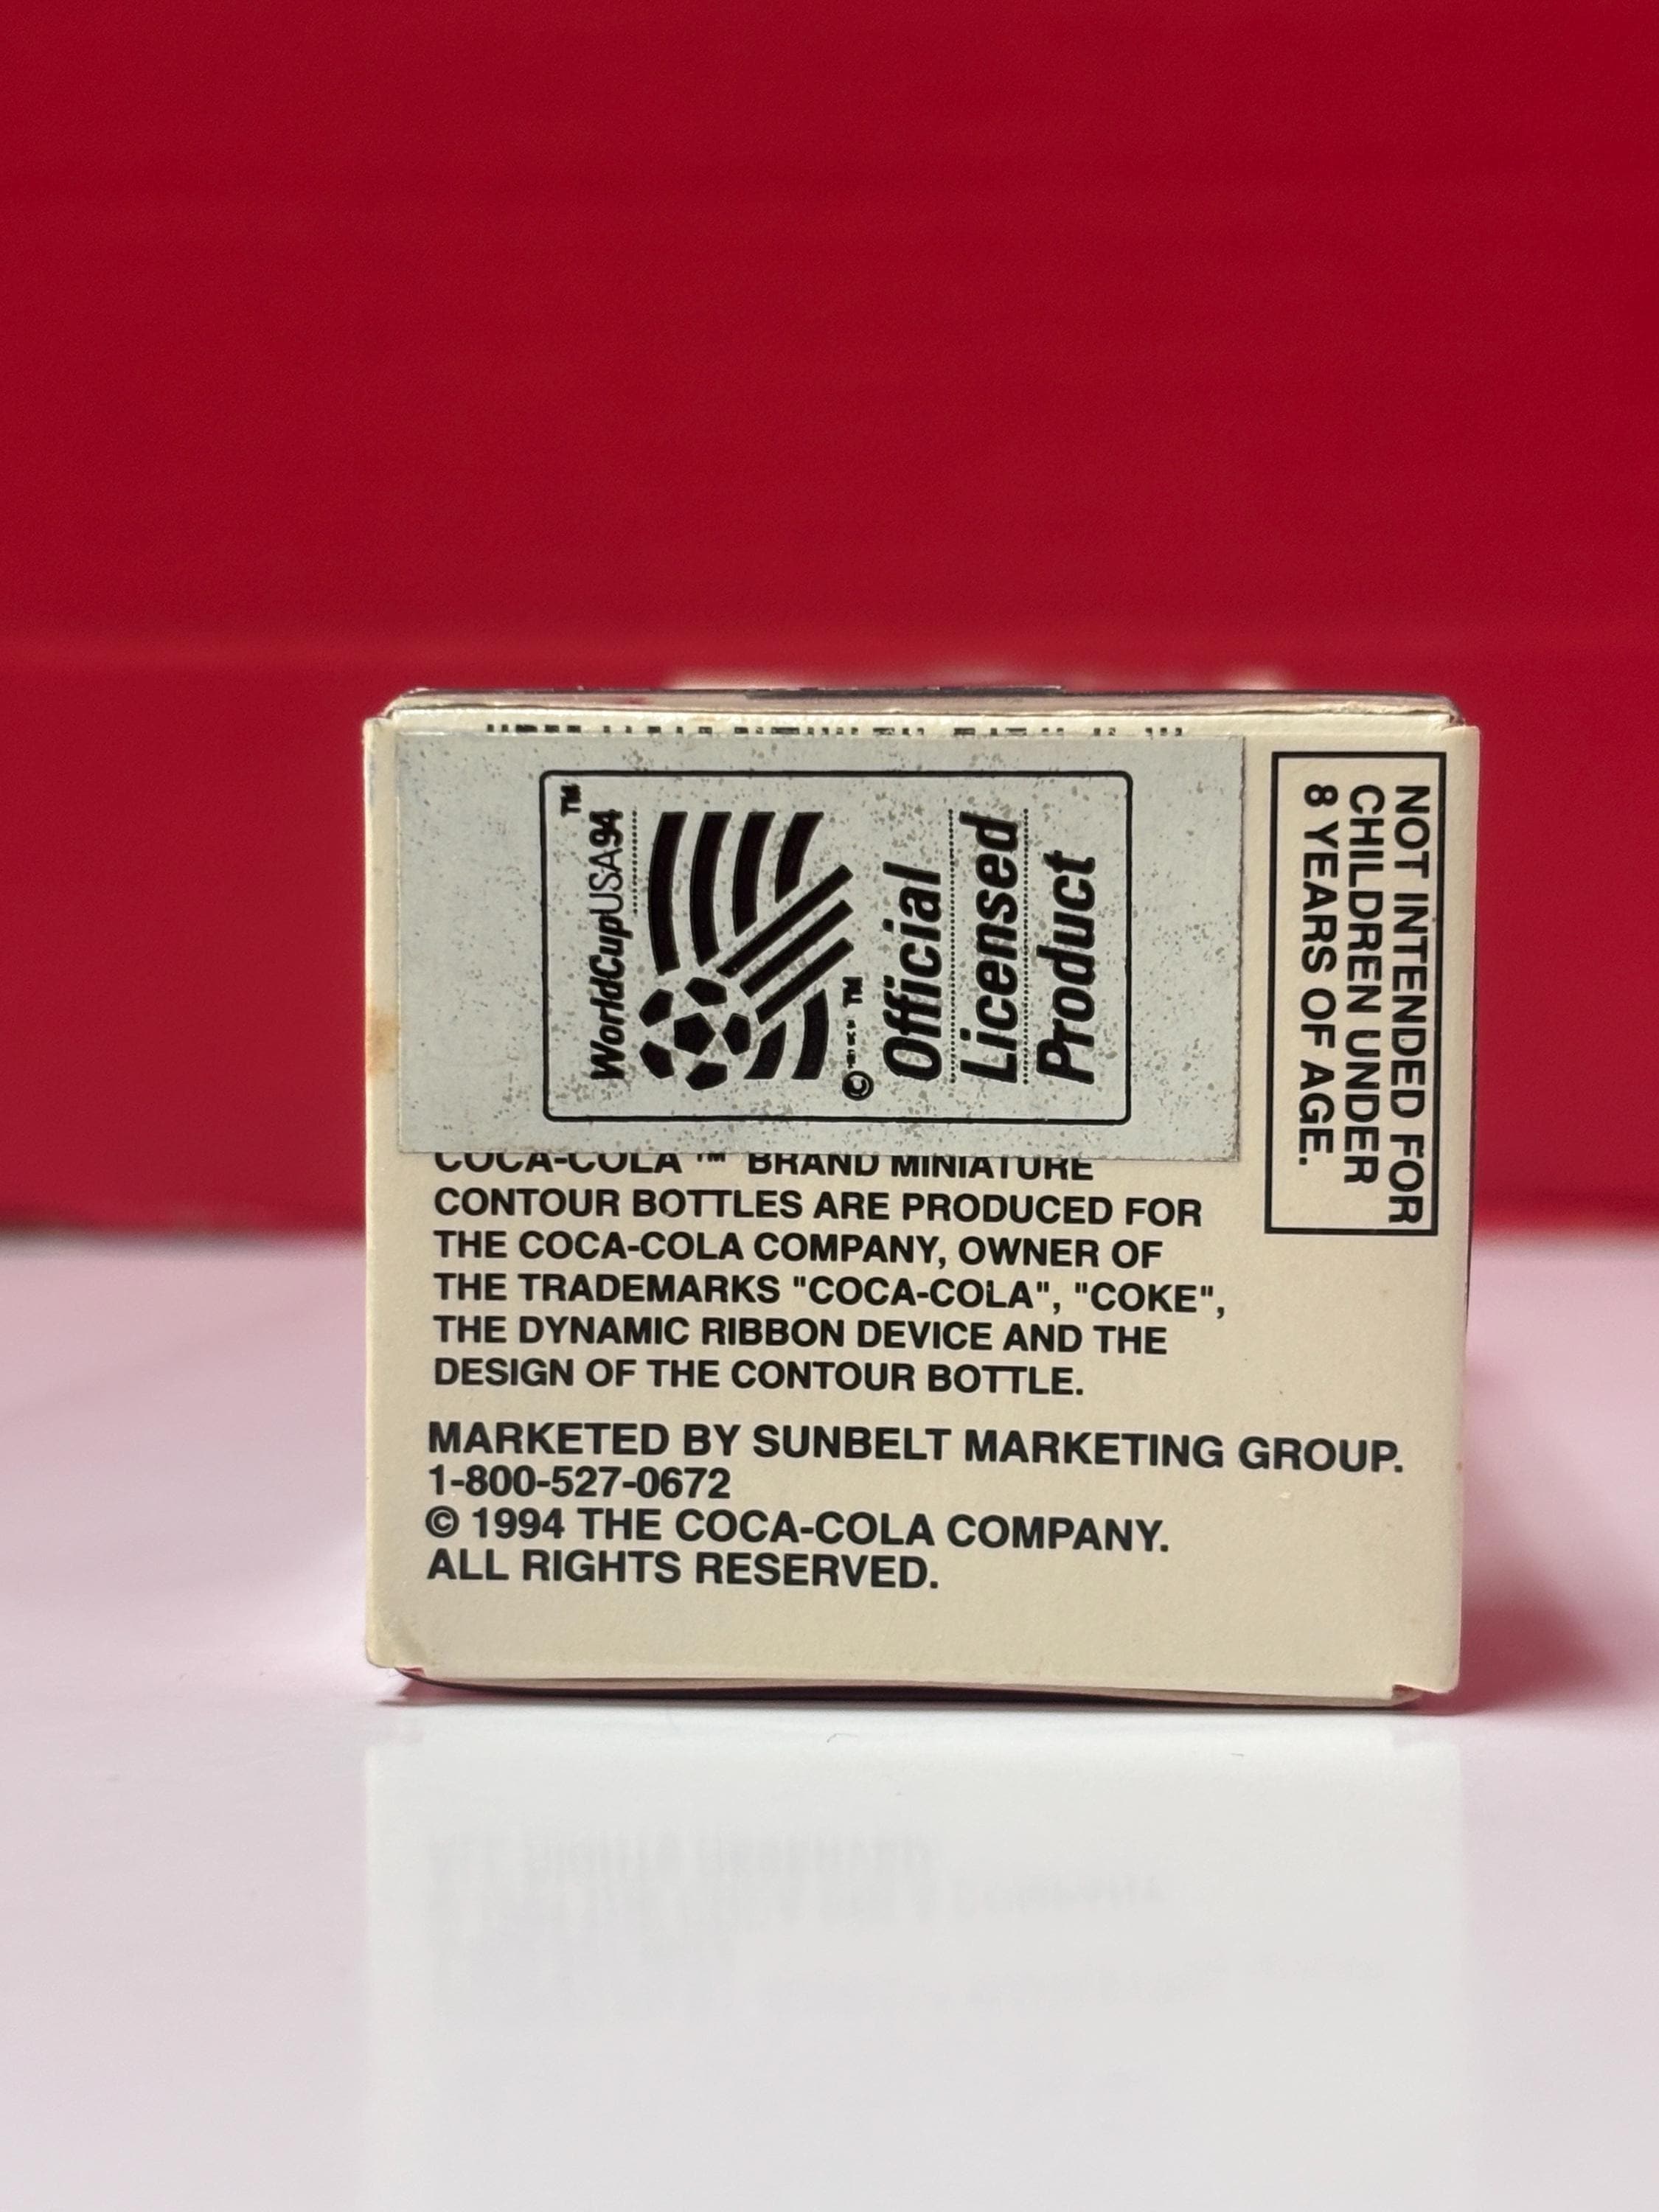 WorldCupUSA94 TM
TM
©
Official
Licensed
Product
NOT INTENDED FOR
CHILDREN UNDER
8 YEARS OF AGE.
COCA-COLA ™ BRAND MINIATURE
CONTOUR BOTTLES ARE PRODUCED FOR
THE COCA-COLA COMPANY, OWNER OF
THE TRADEMARKS "COCA-COLA", "COKE",
THE DYNAMIC RIBBON DEVICE AND THE
DESIGN OF THE CONTOUR BOTTLE.
MARKETED BY SUNBELT MARKETING GROUP.
1-800-527-0672
© 1994 THE COCA-COLA COMPANY.
ALL RIGHTS RESERVED.